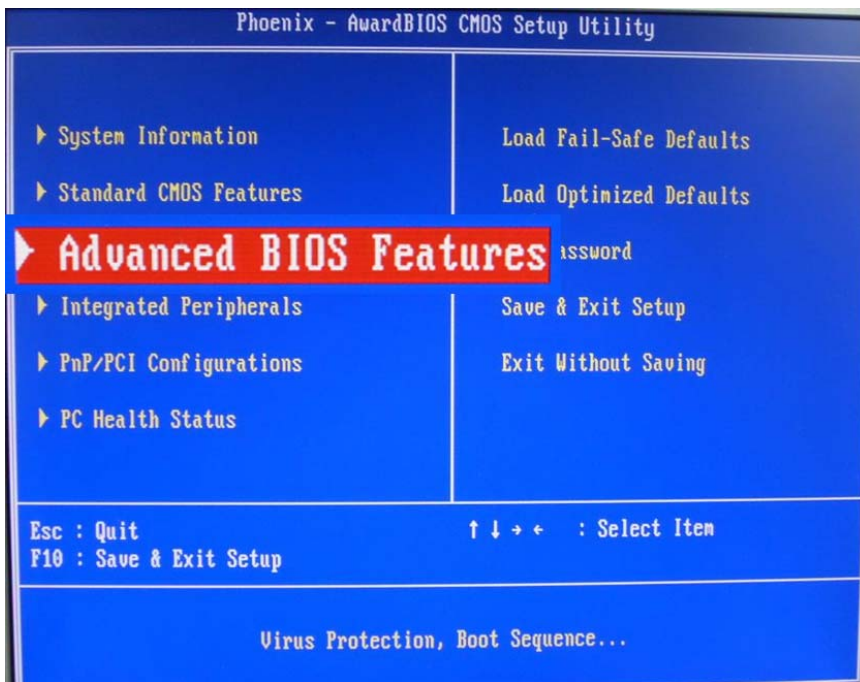 Phoenix - AwardBIOS CMOS Setup Utility
System Information
Standard CMOS Features
Advanced BIOS Features
Integrated Peripherals
PnP/PCI Configurations
PC Health Status
Load Fail-Safe Defaults
Load Optimized Defaults
Save & Exit Setup
Exit Without Saving
Esc : Quit
F10 : Save & Exit Setup
↑ ↓ → ← : Select Item
Virus Protection, Boot Sequence...